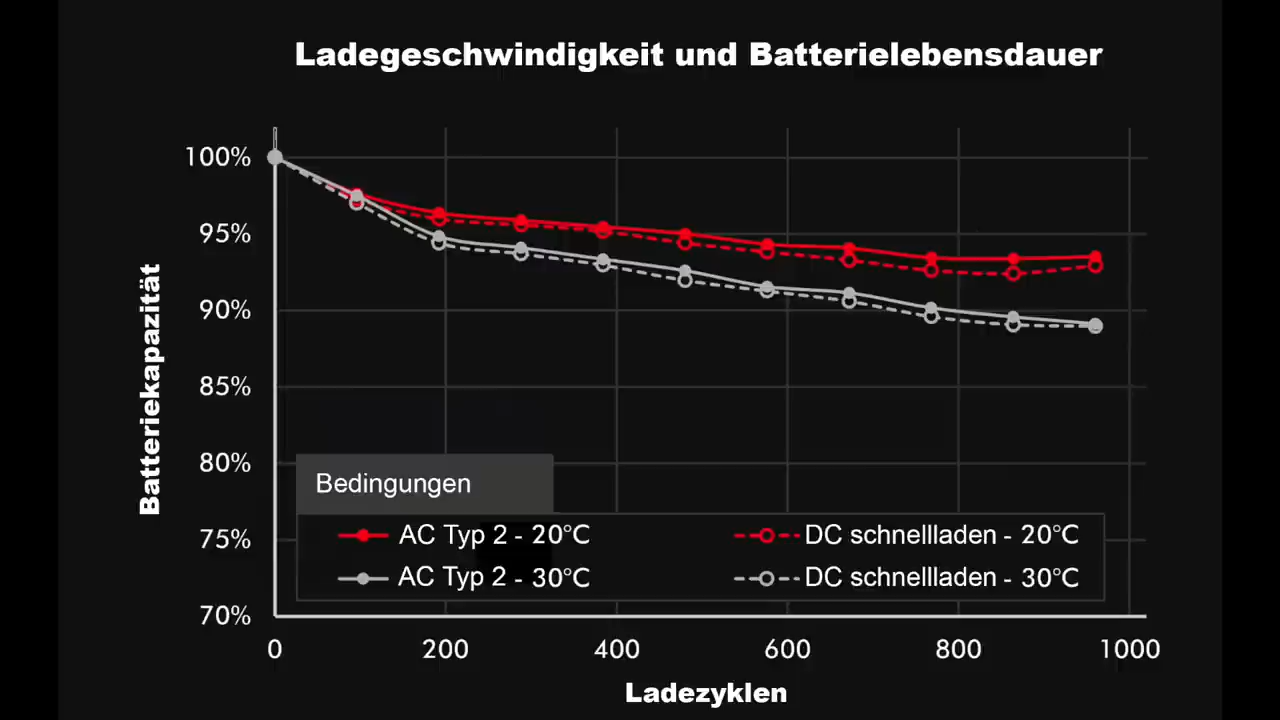 Ladegeschwindigkeit und Batterielebensdauer
100%
95%
90%
85%
80%
75%
70%
Batteriekapazität
Bedingungen
AC Typ 2 - 20°C
DC schnellladen - 20°C
AC Typ 2 - 30°C
DC schnellladen - 30°C
0 200 400 600 800 1000
Ladezyklen